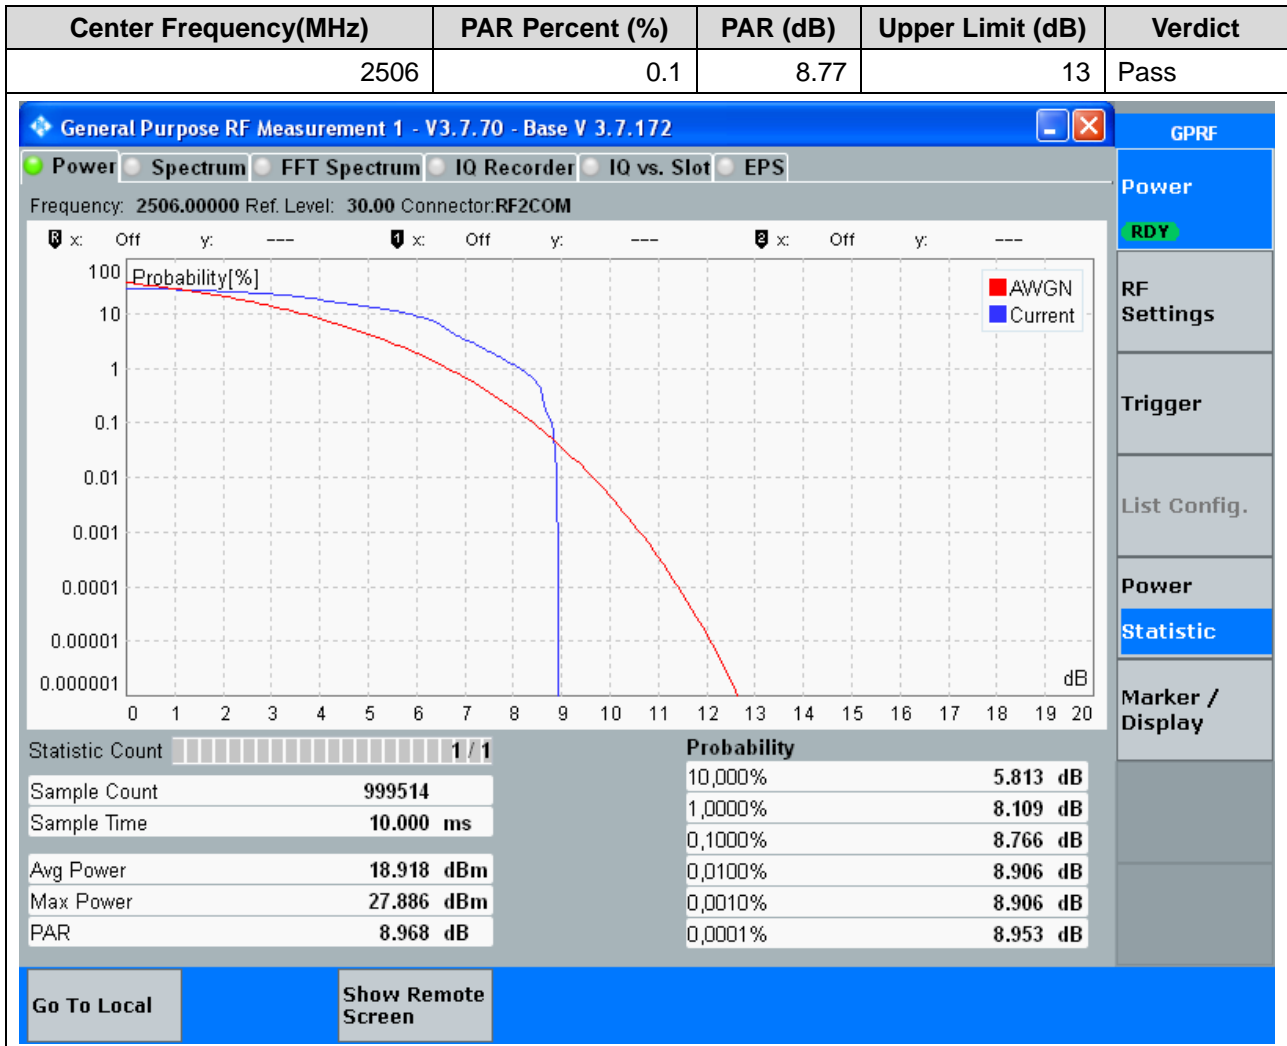 Center Frequency(MHz) PAR Percent (%) PAR (dB) Upper Limit (dB) Verdict
2506 0.1 8.77 13 Pass
General Purpose RF Measurement 1 - V3.7.70 - Base V 3.7.172
GPRF
Power Spectrum FFT Spectrum IQ Recorder IQ vs. Slot EPS
Frequency: 2506.00000 Ref. Level: 30.00 Connector:RF2COM
R x: Off y: --- 1 x: Off y: --- 2 x: Off y: ---
Power
RDY
RF
Settings
Trigger
List Config.
Power
Statistic
Marker /
Display
Probability[%]
AWGN
Current
100
10
1
0.1
0.01
0.001
0.0001
0.00001
0.000001
dB
0 1 2 3 4 5 6 7 8 9 10 11 12 13 14 15 16 17 18 19 20
Statistic Count 1 / 1
Sample Count 999514
Sample Time 10.000 ms
Avg Power 18.918 dBm
Max Power 27.886 dBm
PAR 8.968 dB
Probability
10,000% 5.813 dB
1,0000% 8.109 dB
0,1000% 8.766 dB
0,0100% 8.906 dB
0,0010% 8.906 dB
0,0001% 8.953 dB
Go To Local
Show Remote
Screen